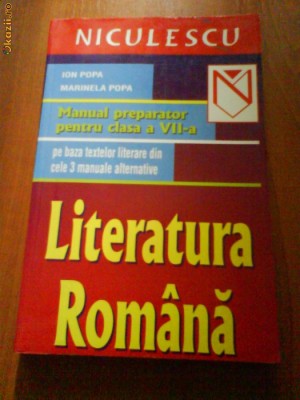 NICULESCU
ION POPA
MARINELA POPA
Manual preparator
pentru clasa a VII-a
pe baza textelor literare din
cele 3 manuale alternative
Literatura
Română